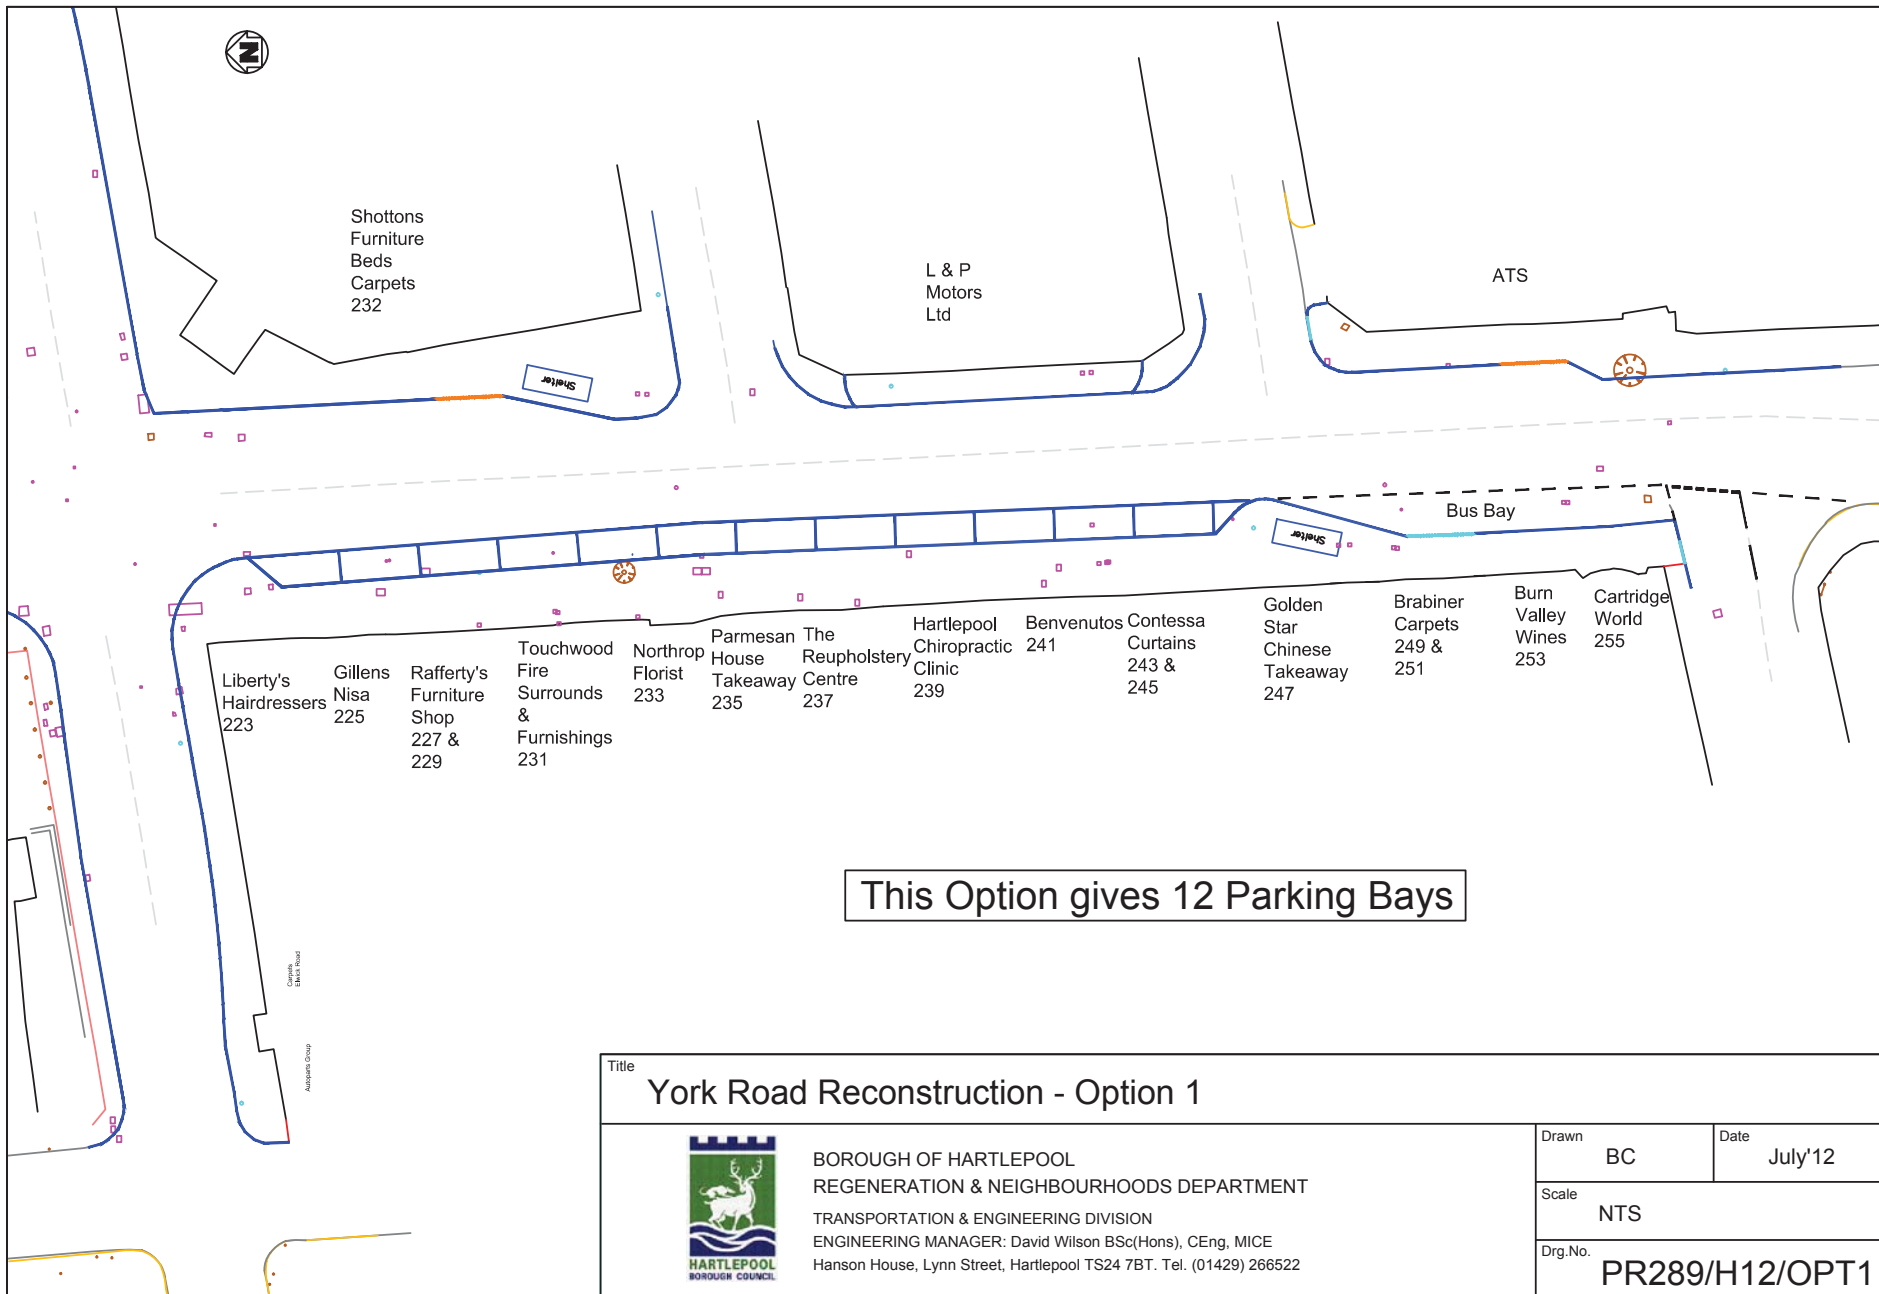 N
Shottons
Furniture
Beds
Carpets
232
L & P
Motors
Ltd
ATS
Shelter
Bus Bay
Shelter
Liberty's
Hairdressers
223
Gillens
Nisa
225
Rafferty's
Furniture
Shop
227 &
229
Touchwood
Fire
Surrounds
&
Furnishings
231
Northrop
Florist
233
Parmesan
House
Takeaway
235
The
Reupholstery
Centre
237
Hartlepool
Chiropractic
Clinic
239
Benvenutos
241
Contessa
Curtains
243 &
245
Golden
Star
Chinese
Takeaway
247
Brabiner
Carpets
249 &
251
Burn
Valley
Wines
253
Cartridge
World
255
This Option gives 12 Parking Bays
Carpets
Elwick Road
Autoparts Group
Title
York Road Reconstruction - Option 1
HARTLEPOOL
BOROUGH COUNCIL
BOROUGH OF HARTLEPOOL
REGENERATION & NEIGHBOURHOODS DEPARTMENT
TRANSPORTATION & ENGINEERING DIVISION
ENGINEERING MANAGER: David Wilson BSc(Hons), CEng, MICE
Hanson House, Lynn Street, Hartlepool TS24 7BT. Tel. (01429) 266522
Drawn
BC
Date
July'12
Scale
NTS
Drg.No.
PR289/H12/OPT1